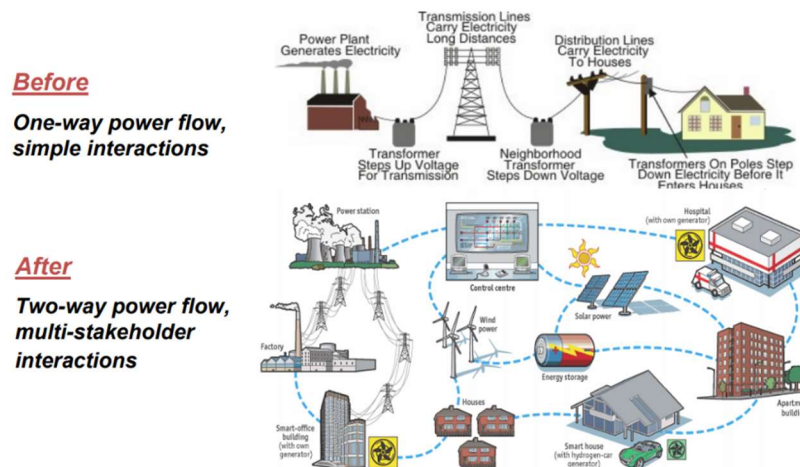 Before
One-way power flow,
simple interactions
Power Plant
Generates Electricity
Transmission Lines
Carry Electricity
Long Distances
Distribution Lines
Carry Electricity
To Houses
Transformer
Steps Up Voltage
For Transmission
Neighborhood
Transformer
Steps Down Voltage
Transformers On Poles Step
Down Electricity Before It
Enters Houses
After
Two-way power flow,
multi-stakeholder
interactions
Power station
Control centre
Hospital
(with own generator)
Solar power
Wind
power
Factory
Energy storage
Smart-office
building
(with own
generator)
Houses
Smart house
(with hydrogen-car
generator)